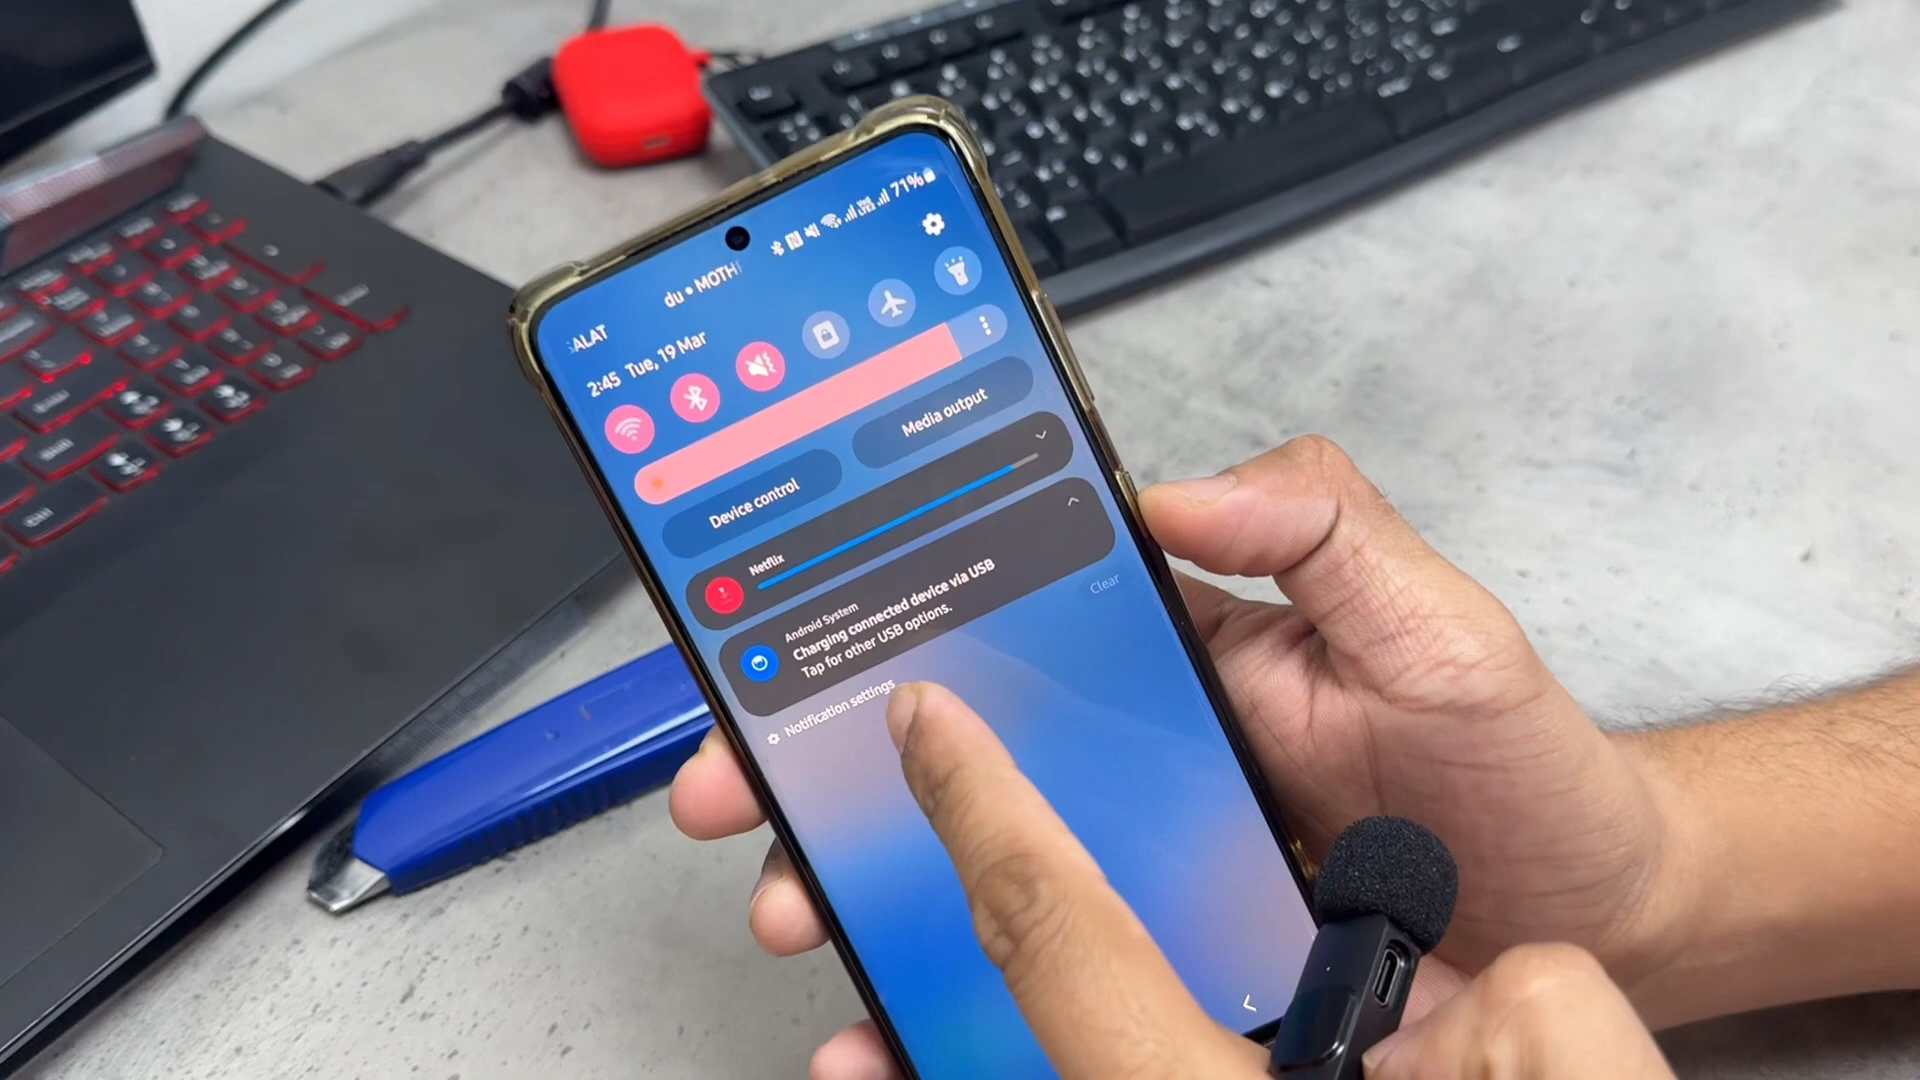 du • MOTH
ALAT
71%
2:45 Tue, 19 Mar
Device control
Media output
Netflix
Android System
Charging connected device via USB
Tap for other USB options.
Notification settings
Clear